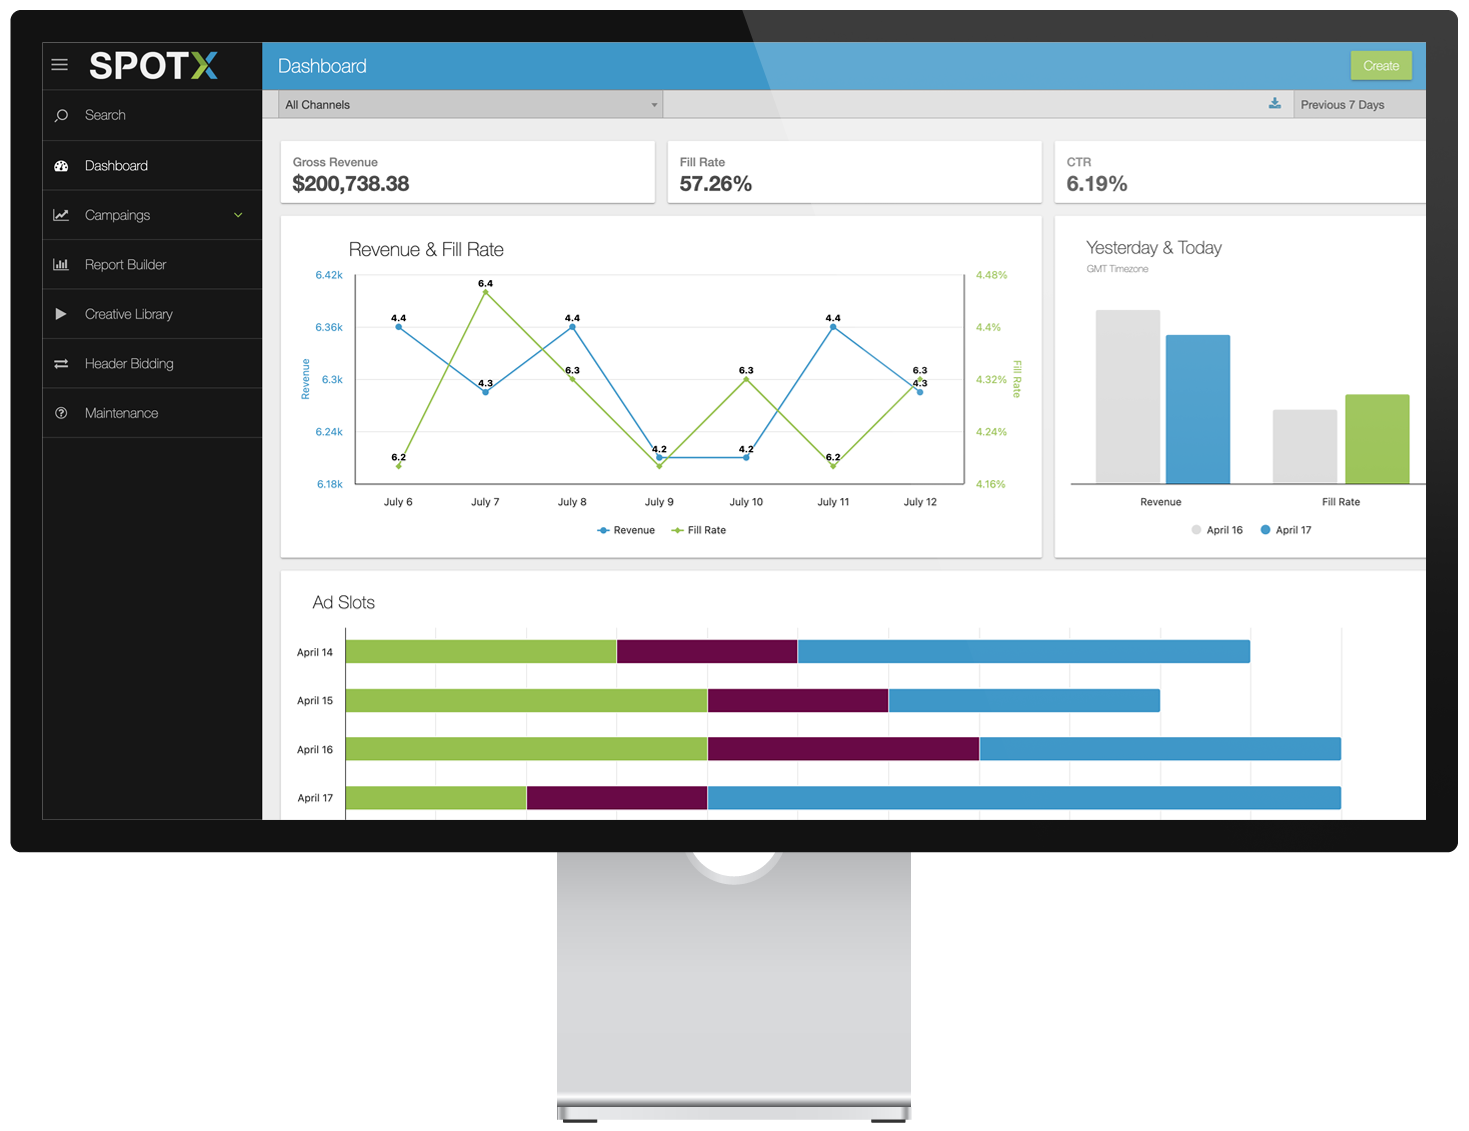 SPOTX
Dashboard
Create
Search
Dashboard
Campaings
Report Builder
Creative Library
Header Bidding
Maintenance
All Channels
Previous 7 Days
Gross Revenue
$200,738.38
Fill Rate
57.26%
CTR
6.19%
Revenue & Fill Rate
6.42k
6.36k
6.3k
6.24k
6.18k
Revenue
4.4
6.4
4.4
4.4
4.3
6.3
6.3
6.3
4.3
6.2
4.2
4.2
6.2
4.48%
4.4%
4.32%
4.24%
4.16%
Fill Rate
July 6 July 7 July 8 July 9 July 10 July 11 July 12
Revenue Fill Rate
Yesterday & Today
GMT Timezone
Revenue Fill Rate
April 16 April 17
Ad Slots
April 14
April 15
April 16
April 17